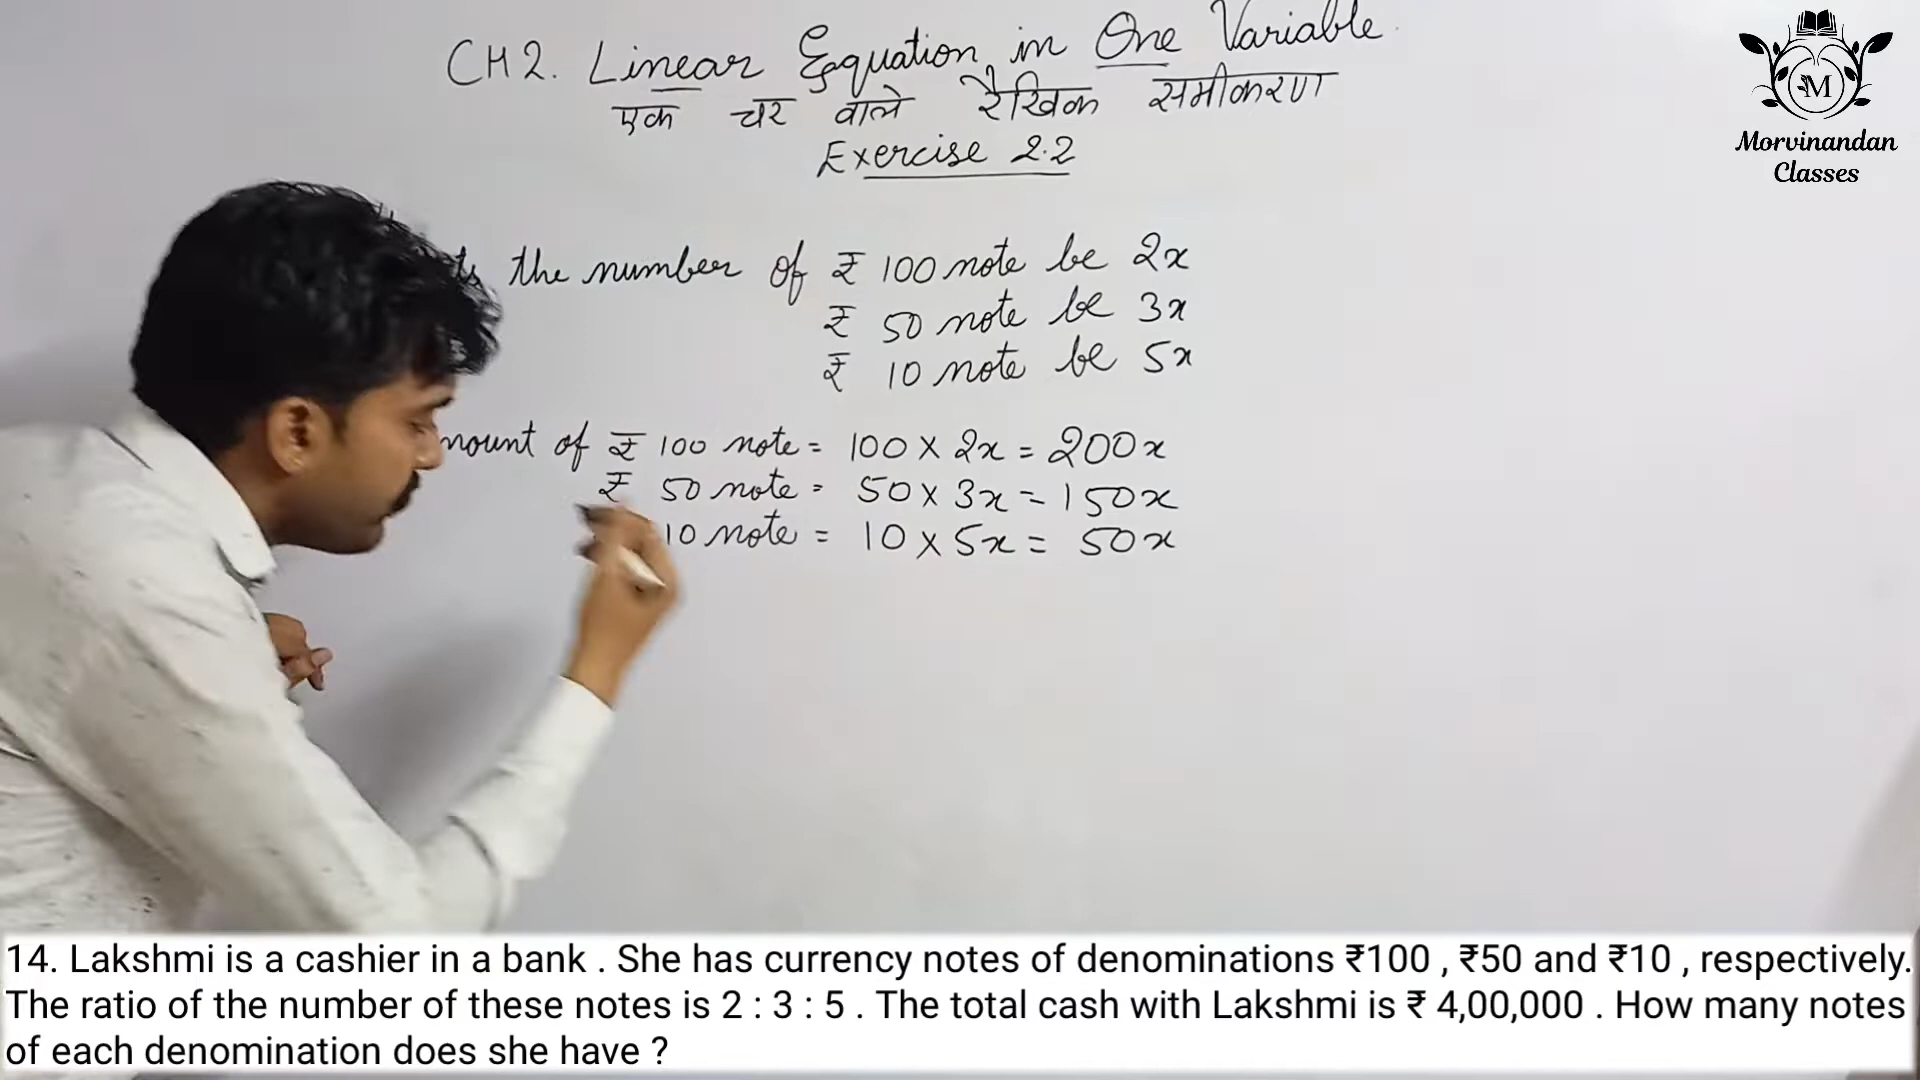 CH 2. Linear Equation in One Variable
एक चर वाले रैखिक समीकरण
Exercise 2.2
M
Morvinandan
Classes
the number of ₹ 100 note be 2x
₹ 50 note be 3x
₹ 10 note be 5x
mount of ₹ 100 note = 100 × 2x = 200x
₹ 50 note = 50 × 3x = 150x
10 note = 10 × 5x = 50x
14. Lakshmi is a cashier in a bank . She has currency notes of denominations ₹100 , ₹50 and ₹10 , respectively.
The ratio of the number of these notes is 2 : 3 : 5 . The total cash with Lakshmi is ₹ 4,00,000 . How many notes
of each denomination does she have ?